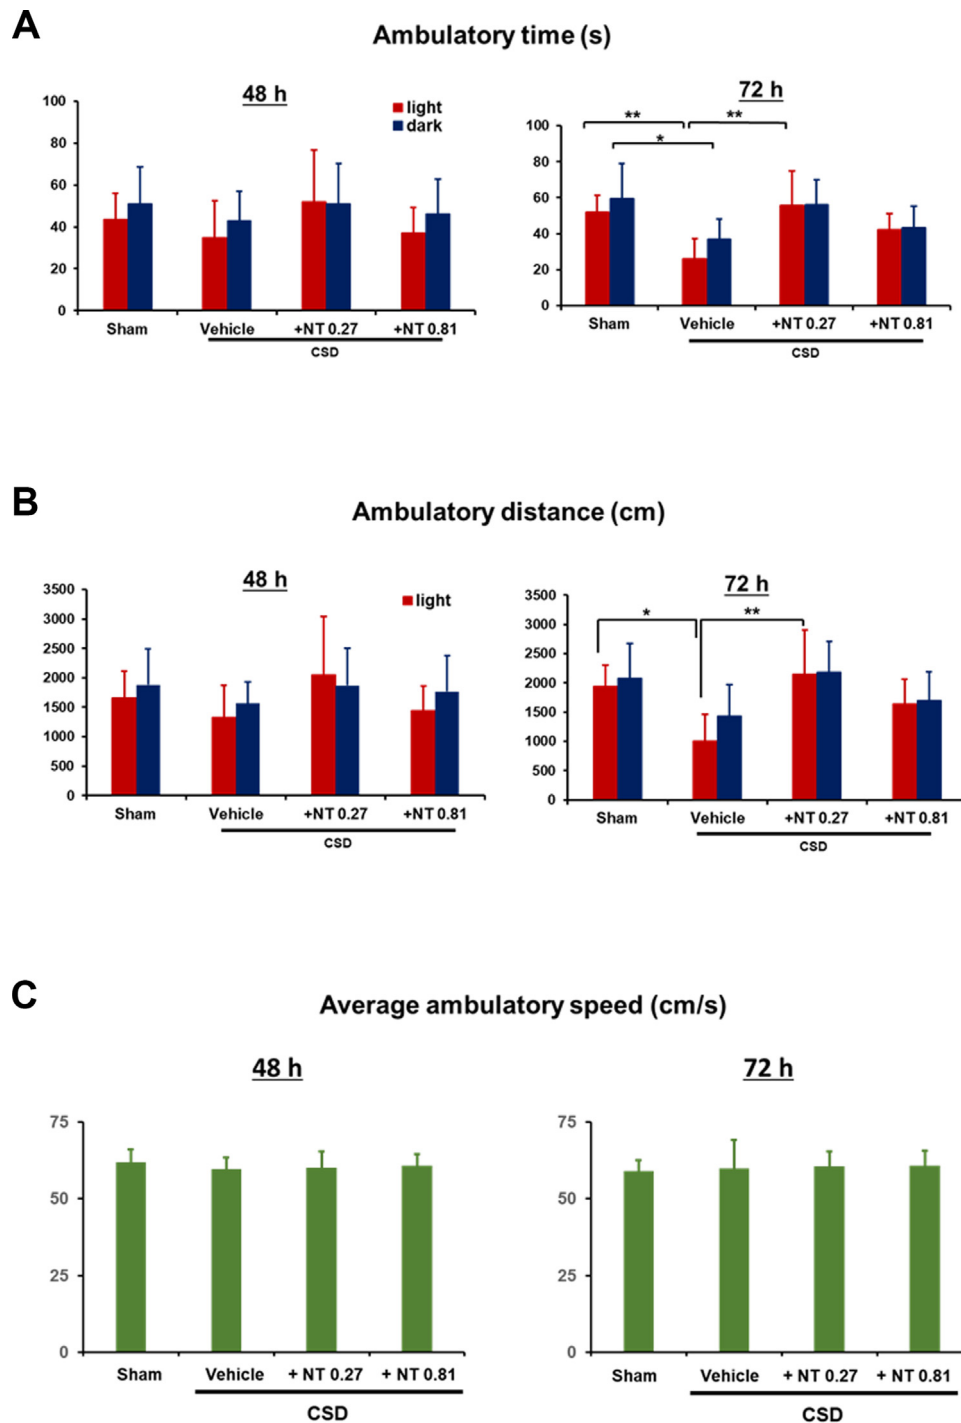 A
Ambulatory time (s)
48 h
light
dark
100
80
60
40
20
0
Sham
Vehicle
+NT 0.27
+NT 0.81
CSD
72 h
**
**
*
100
80
60
40
20
0
Sham
Vehicle
+NT 0.27
+NT 0.81
CSD
B
Ambulatory distance (cm)
48 h
light
3500
3000
2500
2000
1500
1000
500
0
Sham
Vehicle
+NT 0.27
+NT 0.81
CSD
72 h
*
**
3500
3000
2500
2000
1500
1000
500
0
Sham
Vehicle
+NT 0.27
+NT 0.81
CSD
C
Average ambulatory speed (cm/s)
48 h
75
50
25
0
Sham
Vehicle
+ NT 0.27
+ NT 0.81
CSD
72 h
75
50
25
0
Sham
Vehicle
+ NT 0.27
+ NT 0.81
CSD